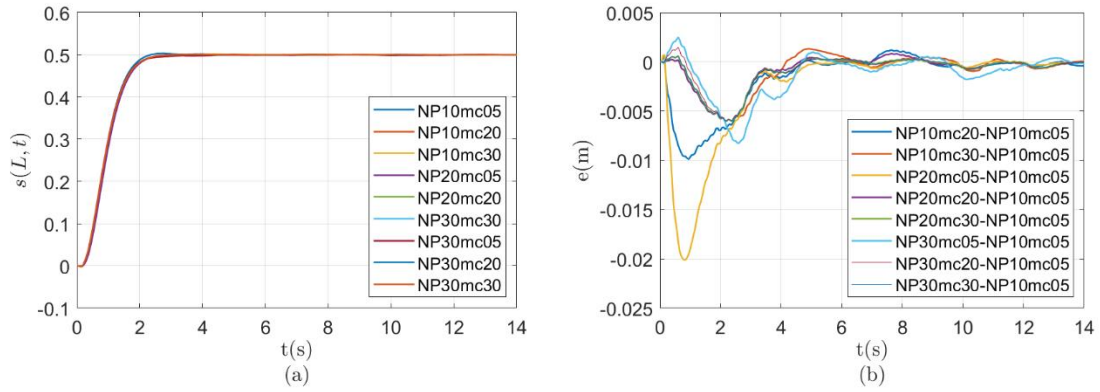 0.6
0.5
0.4
0.3
0.2
0.1
0
-0.1
s(L, t)
NP10mc05
NP10mc20
NP10mc30
NP20mc05
NP20mc20
NP30mc30
NP30mc05
NP30mc20
NP30mc30
0 2 4 6 8 10 12 14
t(s)
(a)
0.005
0
-0.005
-0.01
-0.015
-0.02
-0.025
e(m)
NP10mc20-NP10mc05
NP10mc30-NP10mc05
NP20mc05-NP10mc05
NP20mc20-NP10mc05
NP20mc30-NP10mc05
NP30mc05-NP10mc05
NP30mc20-NP10mc05
NP30mc30-NP10mc05
0 2 4 6 8 10 12 14
t(s)
(b)